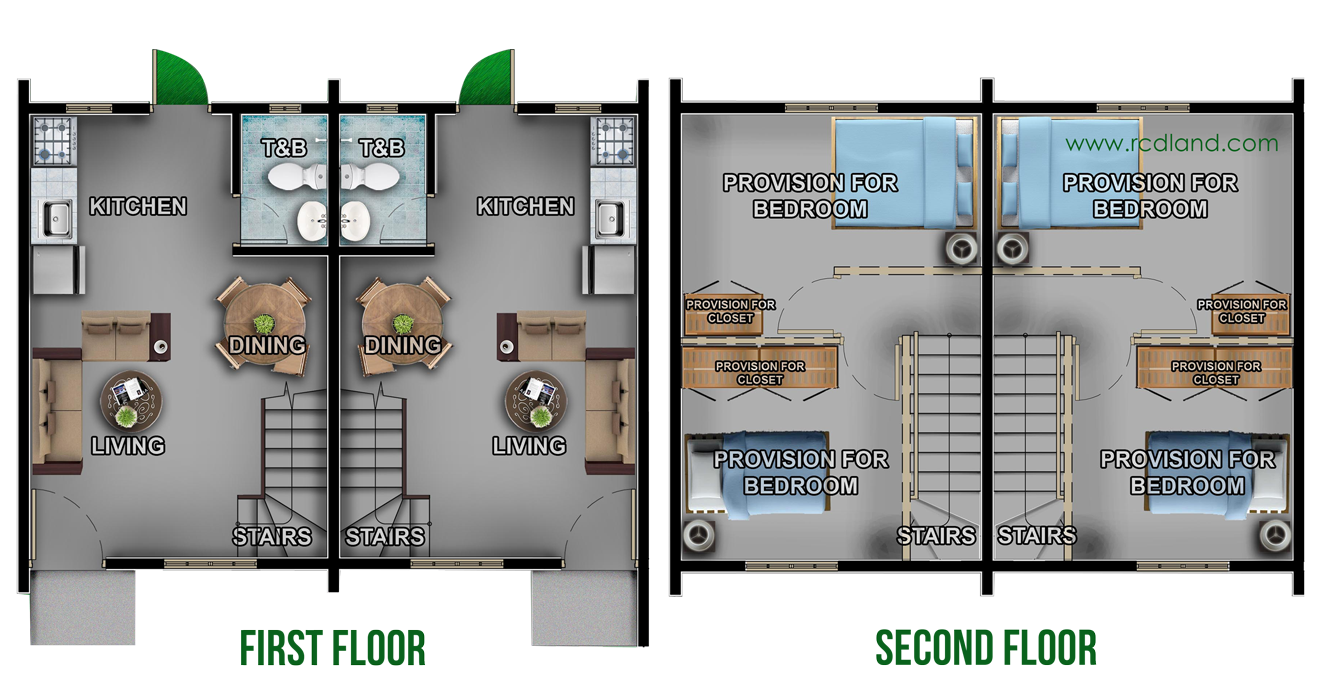 T&B
T&B
KITCHEN
KITCHEN
DINING
DINING
LIVING
LIVING
STAIRS
STAIRS
FIRST FLOOR
www.rcdland.com
PROVISION FOR
BEDROOM
PROVISION FOR
BEDROOM
PROVISION FOR
CLOSET
PROVISION FOR
CLOSET
PROVISION FOR
CLOSET
PROVISION FOR
CLOSET
PROVISION FOR
BEDROOM
PROVISION FOR
BEDROOM
STAIRS
STAIRS
SECOND FLOOR